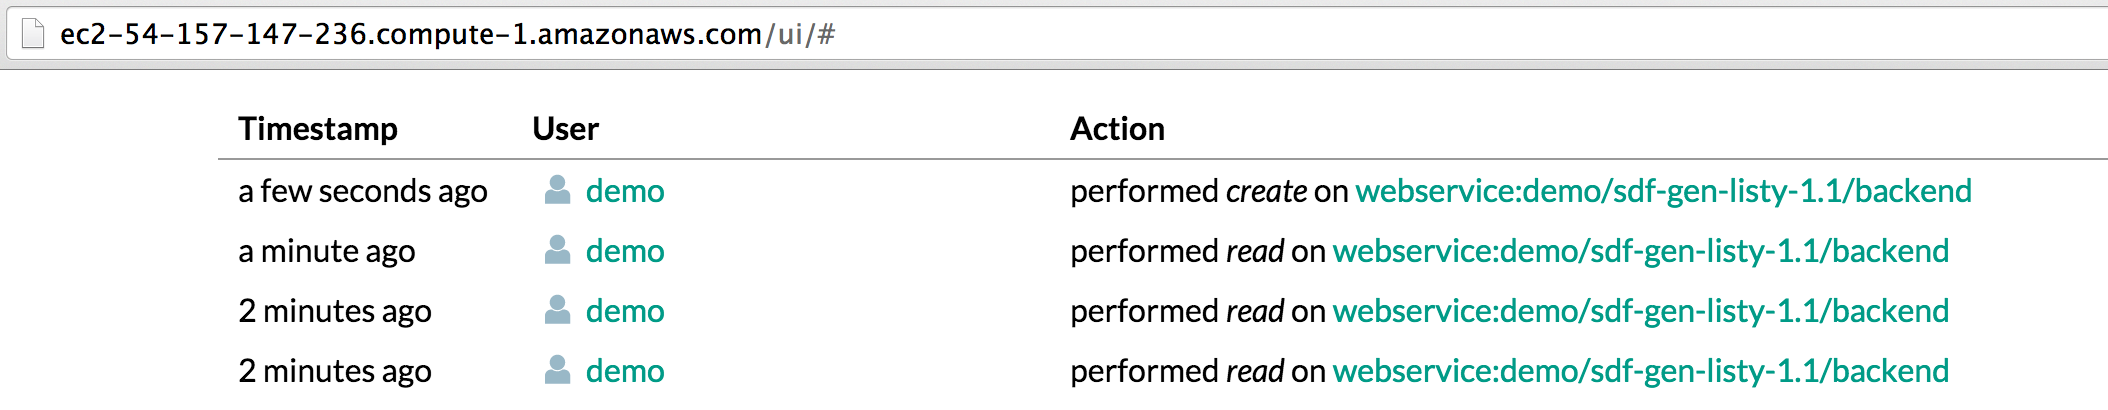 ec2-54-157-147-236.compute-1.amazonaws.com/ui/#
Timestamp User Action
a few seconds ago demo performed create on webservice:demo/sdf-gen-listy-1.1/backend
a minute ago demo performed read on webservice:demo/sdf-gen-listy-1.1/backend
2 minutes ago demo performed read on webservice:demo/sdf-gen-listy-1.1/backend
2 minutes ago demo performed read on webservice:demo/sdf-gen-listy-1.1/backend